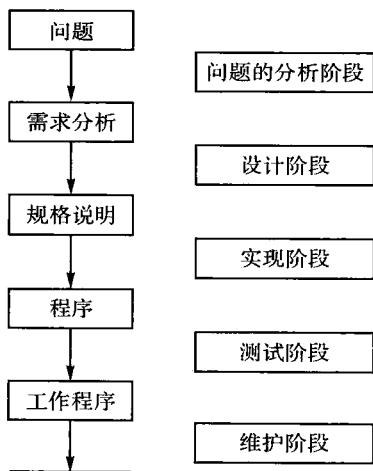 问题
问题的分析阶段
需求分析
设计阶段
规格说明
实现阶段
程序
测试阶段
工作程序
维护阶段